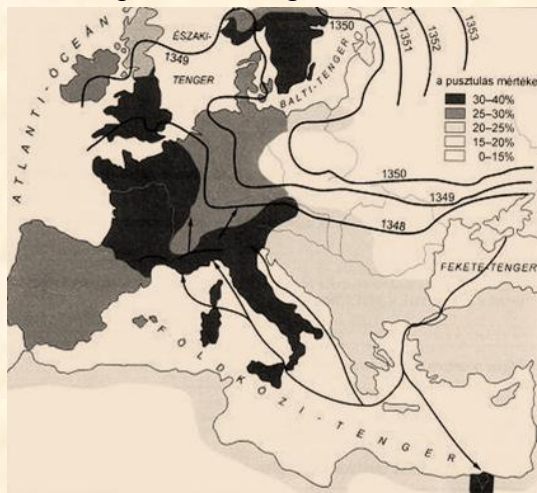 ATLANTI-ÓCEÁN
ÉSZAKI-
TENGER
1349
BALTI-TENGER
1350
1351
1352
1353
a pusztulás mértéke
30–40%
25–30%
20–25%
15–20%
0–15%
1350
1349
1348
FEKETE-TENGER
FÖLDKÖZI-TENGER